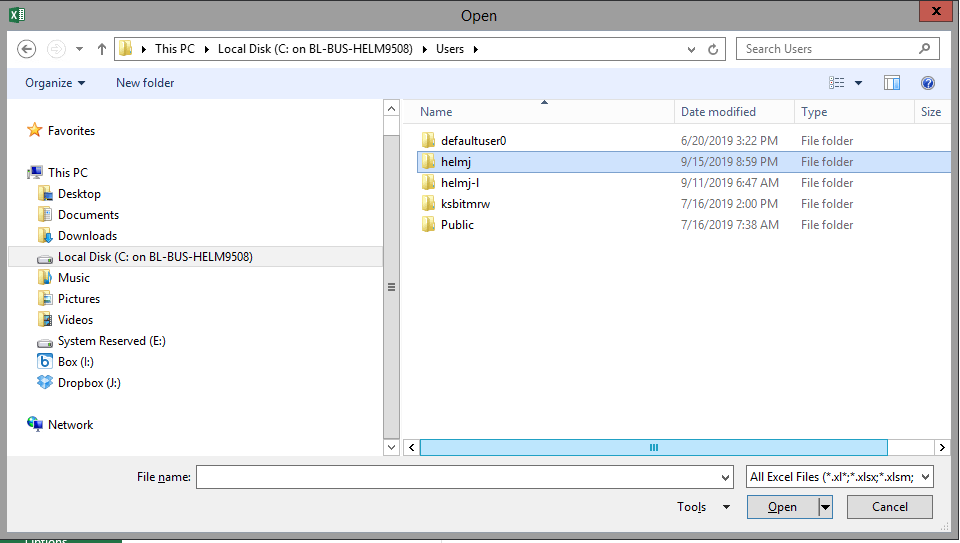 Open
This PC Local Disk (C: on BL-BUS-HELM9508) Users Search Users
Organize New folder
Name Date modified Type Size
Favorites
This PC
Desktop
Documents
Downloads
Local Disk (C: on BL-BUS-HELM9508)
Music
Pictures
Videos
System Reserved (E:)
Box (I:)
Dropbox (J:)
Network
defaultuser0 6/20/2019 3:22 PM File folder
helmj 9/15/2019 8:59 PM File folder
helmj-l 9/11/2019 6:47 AM File folder
ksbitmrw 7/16/2019 2:00 PM File folder
Public 7/16/2019 7:38 AM File folder
File name: All Excel Files (*.xl*;*.xlsx;*.xlsm;
Tools Open Cancel
Options